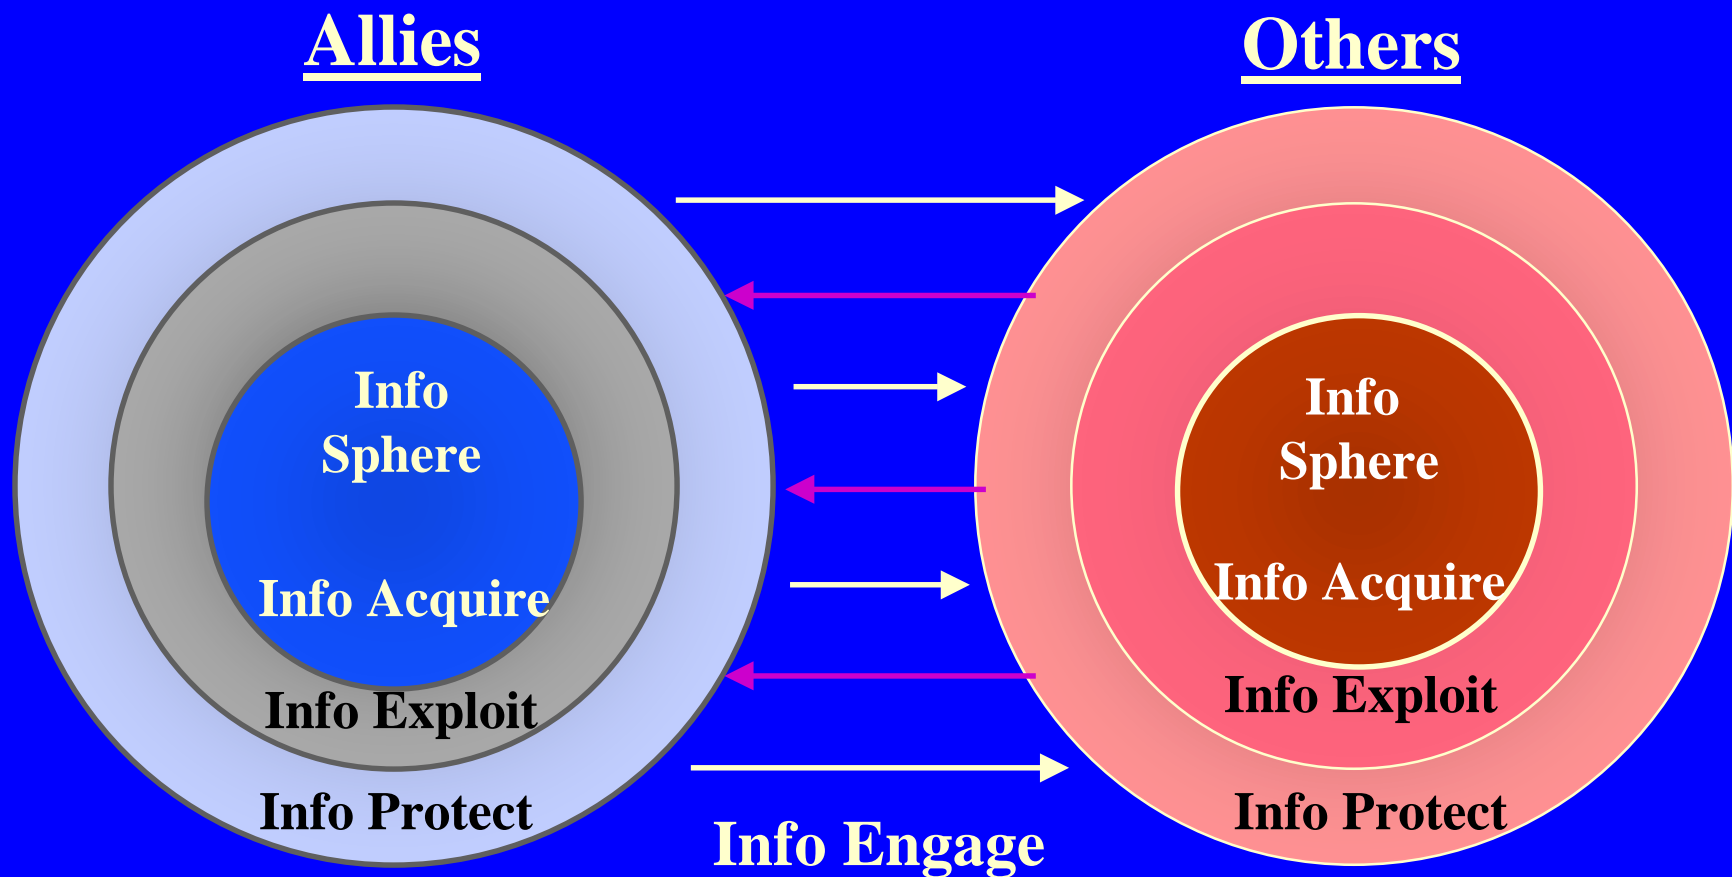 Allies
Others
Info
Sphere
Info Acquire
Info Exploit
Info Protect
Info
Sphere
Info Acquire
Info Exploit
Info Protect
Info Engage